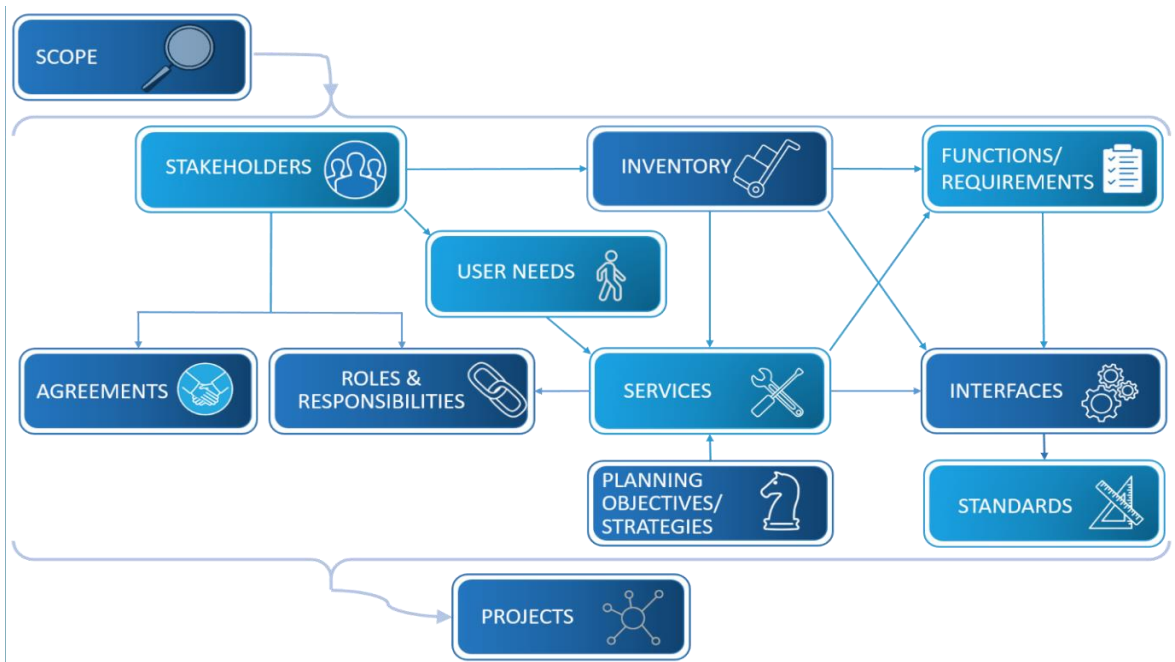 SCOPE
STAKEHOLDERS
INVENTORY
FUNCTIONS/
REQUIREMENTS
USER NEEDS
AGREEMENTS
ROLES &
RESPONSIBILITIES
SERVICES
INTERFACES
PLANNING
OBJECTIVES/
STRATEGIES
STANDARDS
PROJECTS